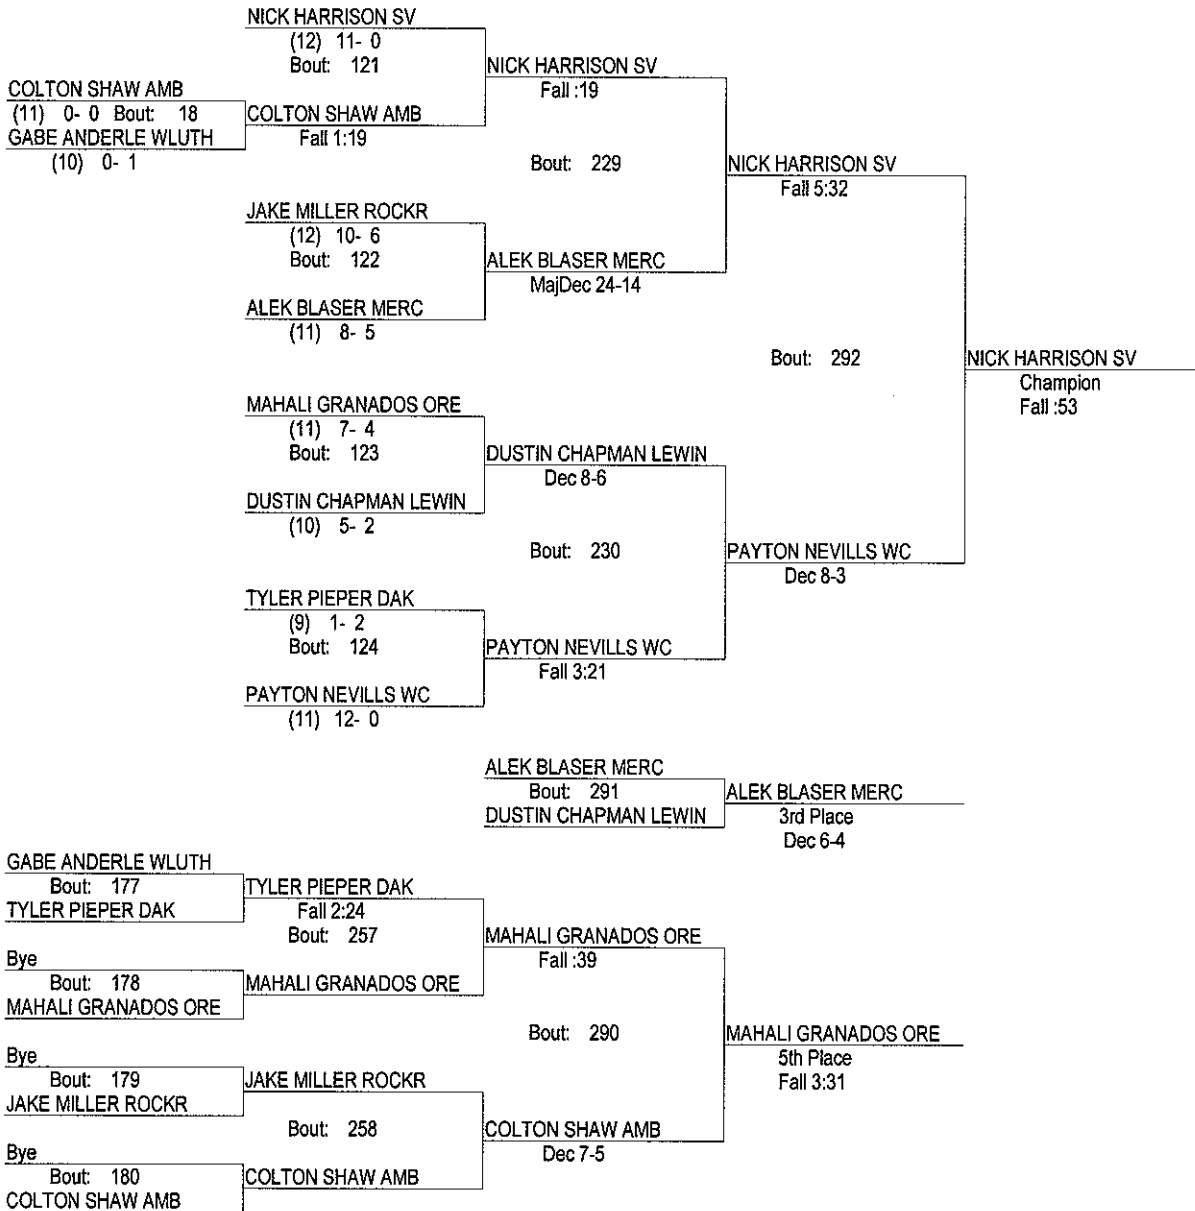 NICK HARRISON SV
(12) 11- 0
Bout: 121
NICK HARRISON SV
Fall :19
COLTON SHAW AMB
(11) 0- 0 Bout: 18
COLTON SHAW AMB
Fall 1:19
GABE ANDERLE WLUTH
(10) 0- 1
Bout: 229
NICK HARRISON SV
Fall 5:32
JAKE MILLER ROCKR
(12) 10- 6
Bout: 122
ALEK BLASER MERC
MajDec 24-14
ALEK BLASER MERC
(11) 8- 5
Bout: 292
NICK HARRISON SV
Champion
Fall :53
MAHALI GRANADOS ORE
(11) 7- 4
Bout: 123
DUSTIN CHAPMAN LEWIN
Dec 8-6
DUSTIN CHAPMAN LEWIN
(10) 5- 2
Bout: 230
PAYTON NEVILLS WC
Dec 8-3
TYLER PIEPER DAK
(9) 1- 2
Bout: 124
PAYTON NEVILLS WC
Fall 3:21
PAYTON NEVILLS WC
(11) 12- 0
ALEK BLASER MERC
Bout: 291
ALEK BLASER MERC
DUSTIN CHAPMAN LEWIN
3rd Place
Dec 6-4
GABE ANDERLE WLUTH
Bout: 177
TYLER PIEPER DAK
TYLER PIEPER DAK
Fall 2:24
Bout: 257
MAHALI GRANADOS ORE
Fall :39
Bye
Bout: 178
MAHALI GRANADOS ORE
MAHALI GRANADOS ORE
Bout: 290
MAHALI GRANADOS ORE
5th Place
Fall 3:31
Bye
Bout: 179
JAKE MILLER ROCKR
JAKE MILLER ROCKR
Bout: 258
COLTON SHAW AMB
Dec 7-5
Bye
Bout: 180
COLTON SHAW AMB
COLTON SHAW AMB